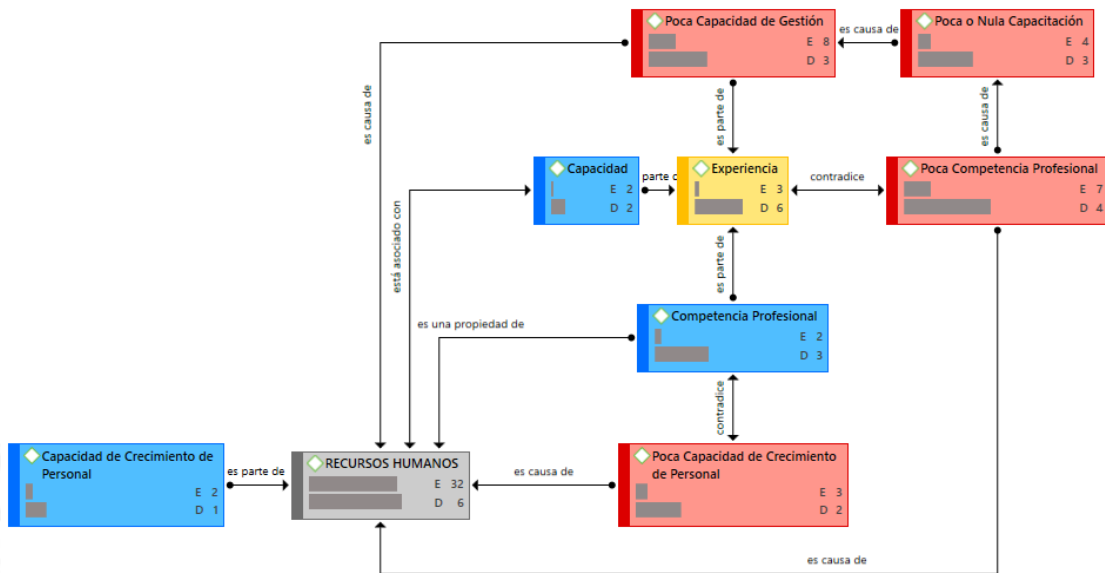 Poca Capacidad de Gestión
E 8
D 3
es causa de
Poca o Nula Capacitación
E 4
D 3
es causa de
es parte de
es causa de
Capacidad
E 2
D 2
parte
Experiencia
E 3
D 6
contradice
Poca Competencia Profesional
E 7
D 4
está asociado con
es parte de
es una propiedad de
Competencia Profesional
E 2
D 3
contradice
Capacidad de Crecimiento de
Personal
E 2
D 1
es parte de
RECURSOS HUMANOS
E 32
D 6
es causa de
Poca Capacidad de Crecimiento
de Personal
E 3
D 2
es causa de